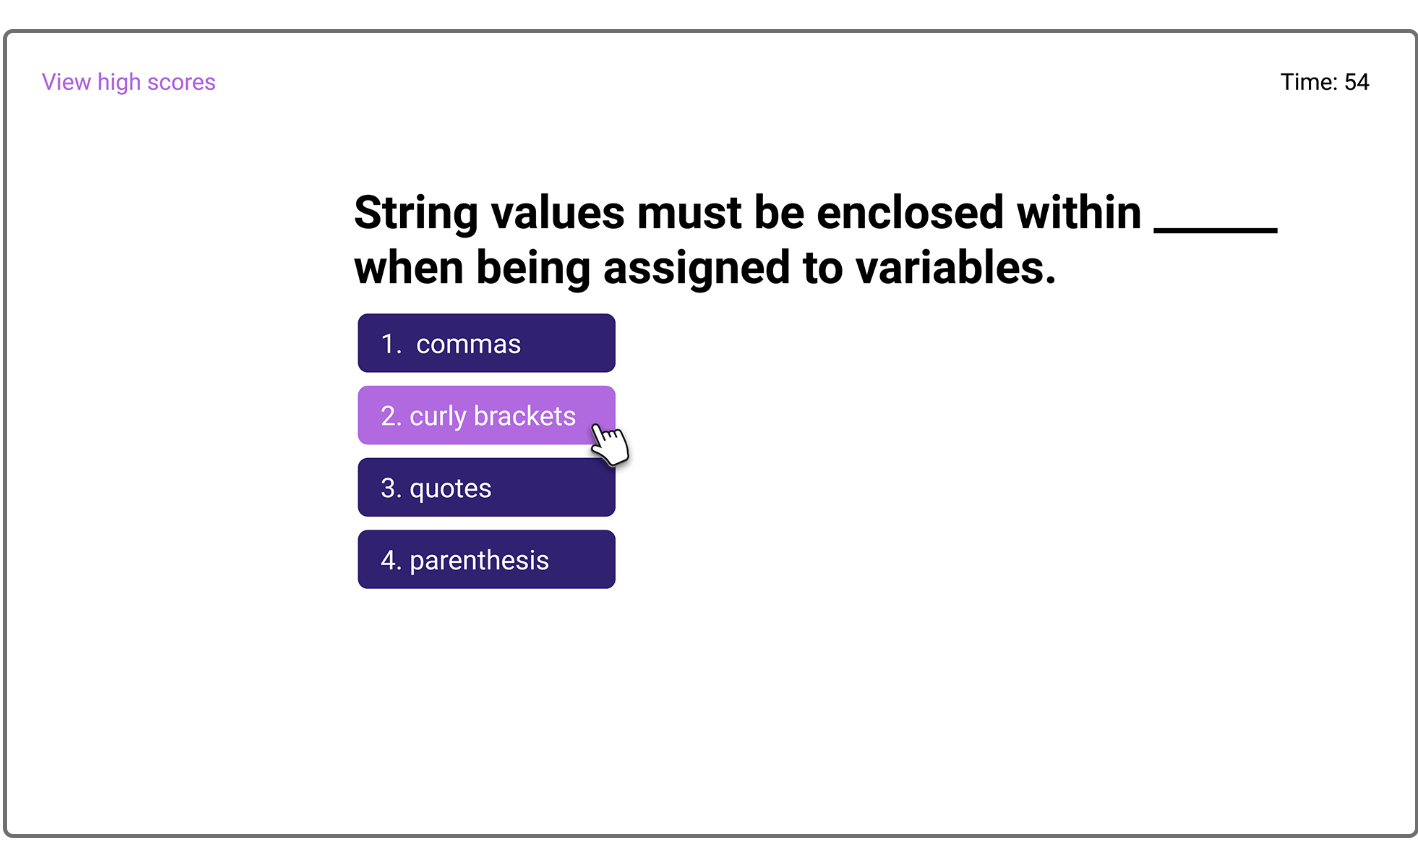 View high scores
Time: 54
String values must be enclosed within ______
when being assigned to variables.
1. commas
2. curly brackets
3. quotes
4. parenthesis